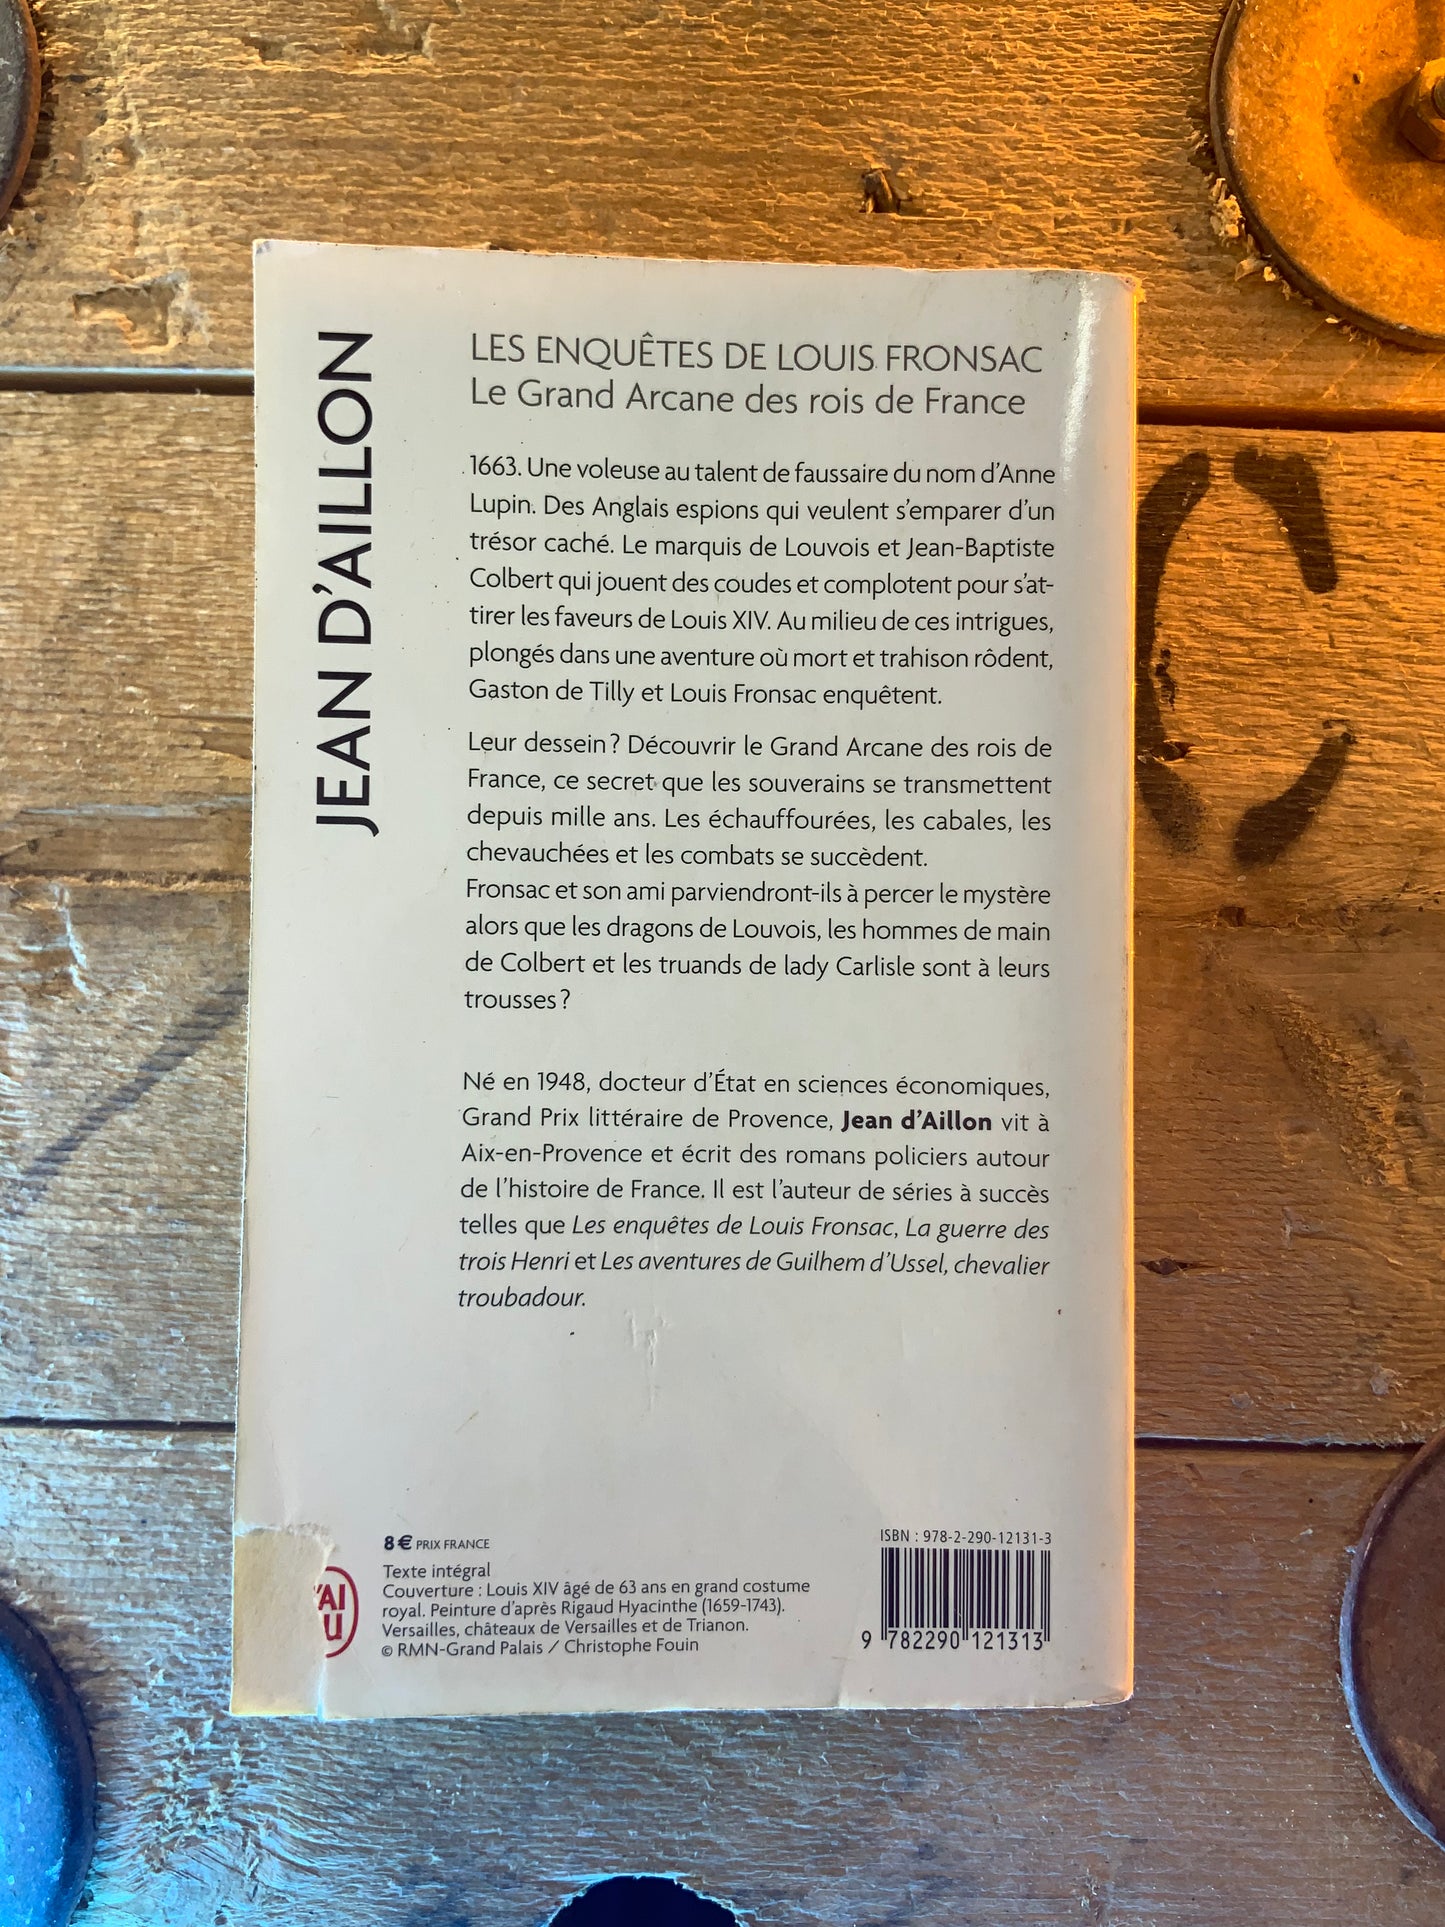 JEAN D'AILLON
LES ENQUÊTES DE LOUIS FRONSAC
Le Grand Arcane des rois de France
1663. Une voleuse au talent de faussaire du nom d'Anne
Lupin. Des Anglais espions qui veulent s'emparer d'un
trésor caché. Le marquis de Louvois et Jean-Baptiste
Colbert qui jouent des coudes et complotent pour s'at-
tirer les faveurs de Louis XIV. Au milieu de ces intrigues,
plongés dans une aventure où mort et trahison rôdent,
Gaston de Tilly et Louis Fronsac enquêtent.
Leur dessein ? Découvrir le Grand Arcane des rois de
France, ce secret que les souverains se transmettent
depuis mille ans. Les échauffourées, les cabales, les
chevauchées et les combats se succèdent.
Fronsac et son ami parviendront-ils à percer le mystère
alors que les dragons de Louvois, les hommes de main
de Colbert et les truands de lady Carlisle sont à leurs
trousses ?
Né en 1948, docteur d'État en sciences économiques,
Grand Prix littéraire de Provence, Jean d'Aillon vit à
Aix-en-Provence et écrit des romans policiers autour
de l'histoire de France. Il est l'auteur de séries à succès
telles que Les enquêtes de Louis Fronsac, La guerre des
trois Henri et Les aventures de Guilhem d'Ussel, chevalier
troubadour.
8 € PRIX FRANCE
Texte intégral
Couverture : Louis XIV âgé de 63 ans en grand costume
royal. Peinture d'après Rigaud Hyacinthe (1659-1743).
Versailles, châteaux de Versailles et de Trianon.
© RMN-Grand Palais / Christophe Fouin
'AI
ISBN : 978-2-290-12131-3
9 782290 121313